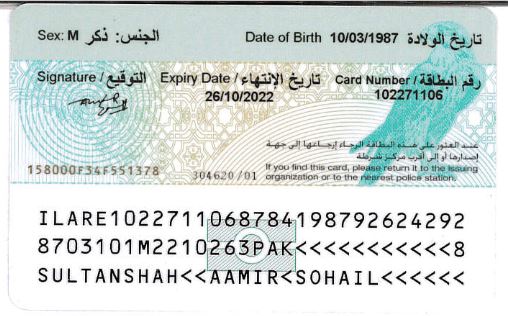 Sex: M الجنس: ذكر Date of Birth 10/03/1987 تاريخ الولادة
Signature / التوقيع Expiry Date / تاريخ الإنتهاء Card Number / رقم البطاقة
26/10/2022 102271106
عند العثور على هذه البطاقة الرجاء إرجاعها إلى جهة
إصدارها أو إلى أقرب مركز شرطة
If you find this card, please return it to the issuing
organization or to the nearest police station.
158000F34F551378 304620/01
ILARE1022711068784198792624292
8703101M2210263PAK<<<<<<<<<<<8
SULTANSHAH<<AAMIR<SOHAIL<<<<<<